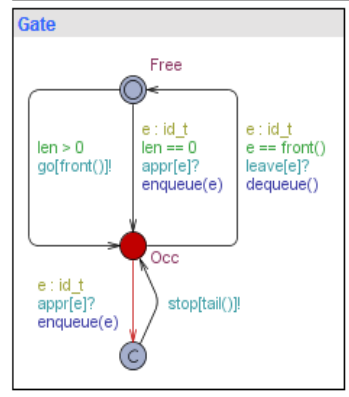 Gate
Free
len > 0
go[front()]!
e : id_t
len == 0
appr[e]?
enqueue(e)
e : id_t
e == front()
leave[e]?
dequeue()
Occ
e : id_t
appr[e]?
enqueue(e)
stop[tail()]!
C